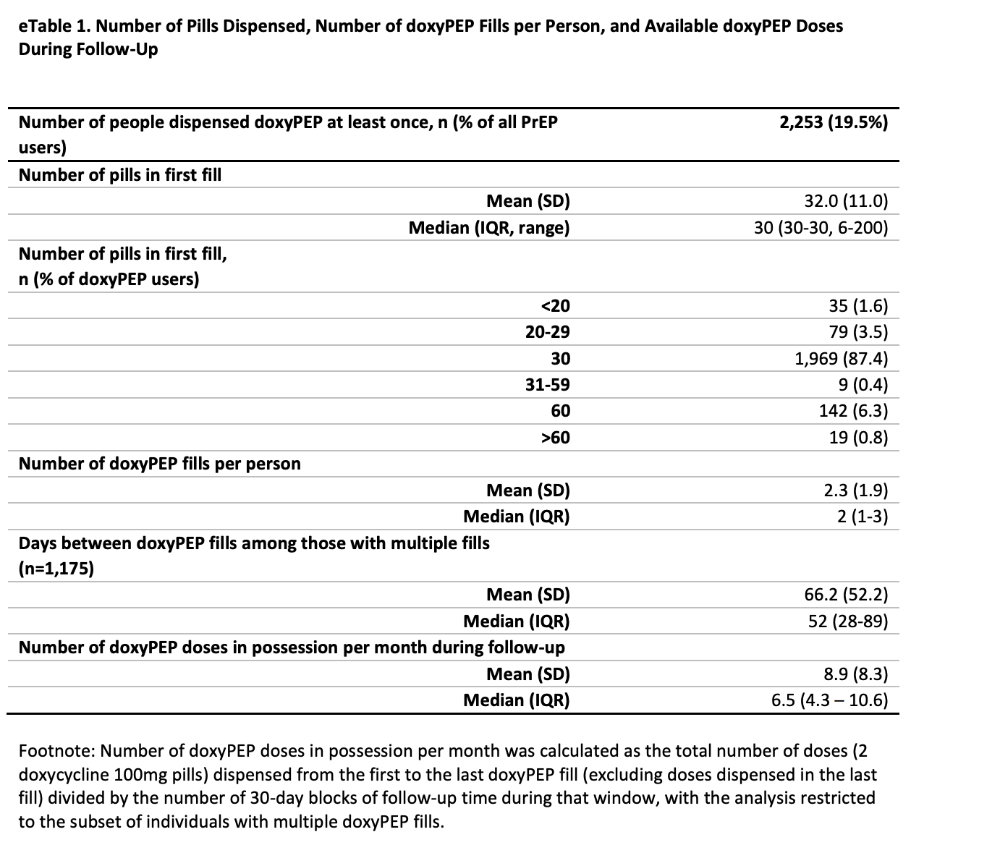 eTable 1. Number of Pills Dispensed, Number of doxyPEP Fills per Person, and Available doxyPEP Doses
During Follow-Up
Number of people dispensed doxyPEP at least once, n (% of all PrEP
users)
2,253 (19.5%)
Number of pills in first fill
Mean (SD) 32.0 (11.0)
Median (IQR, range) 30 (30-30, 6-200)
Number of pills in first fill,
n (% of doxyPEP users)
<20 35 (1.6)
20-29 79 (3.5)
30 1,969 (87.4)
31-59 9 (0.4)
60 142 (6.3)
>60 19 (0.8)
Number of doxyPEP fills per person
Mean (SD) 2.3 (1.9)
Median (IQR) 2 (1-3)
Days between doxyPEP fills among those with multiple fills
(n=1,175)
Mean (SD) 66.2 (52.2)
Median (IQR) 52 (28-89)
Number of doxyPEP doses in possession per month during follow-up
Mean (SD) 8.9 (8.3)
Median (IQR) 6.5 (4.3 – 10.6)
Footnote: Number of doxyPEP doses in possession per month was calculated as the total number of doses (2
doxycycline 100mg pills) dispensed from the first to the last doxyPEP fill (excluding doses dispensed in the last
fill) divided by the number of 30-day blocks of follow-up time during that window, with the analysis restricted
to the subset of individuals with multiple doxyPEP fills.